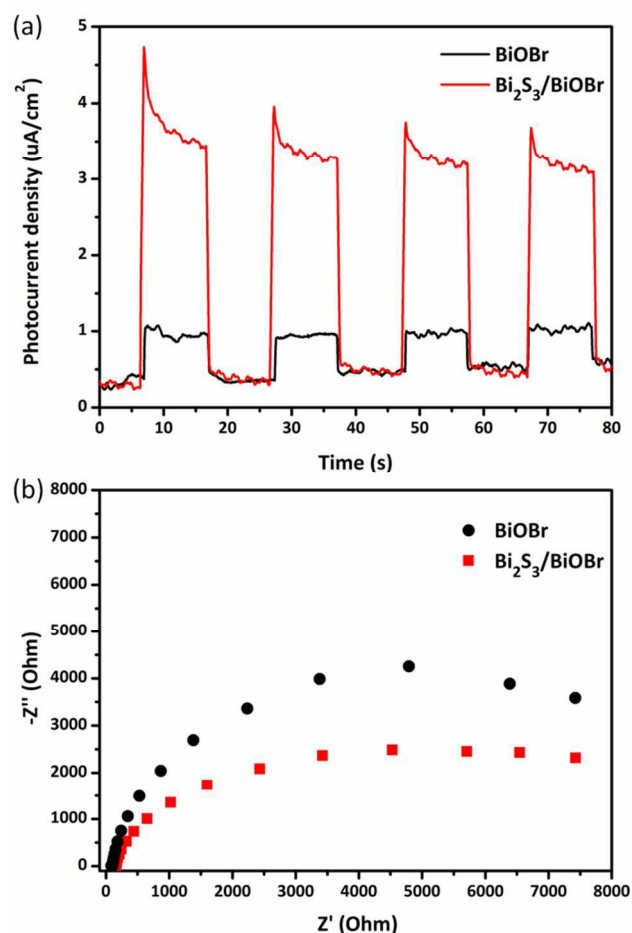 (a)
5
4
3
2
1
0
BiOBr
Bi₂S₃/BiOBr
Photocurrent density (uA/cm²)
0 10 20 30 40 50 60 70 80
Time (s)
(b)
8000
7000
6000
5000
4000
3000
2000
1000
0
BiOBr
Bi₂S₃/BiOBr
-Z'' (Ohm)
0 1000 2000 3000 4000 5000 6000 7000 8000
Z' (Ohm)